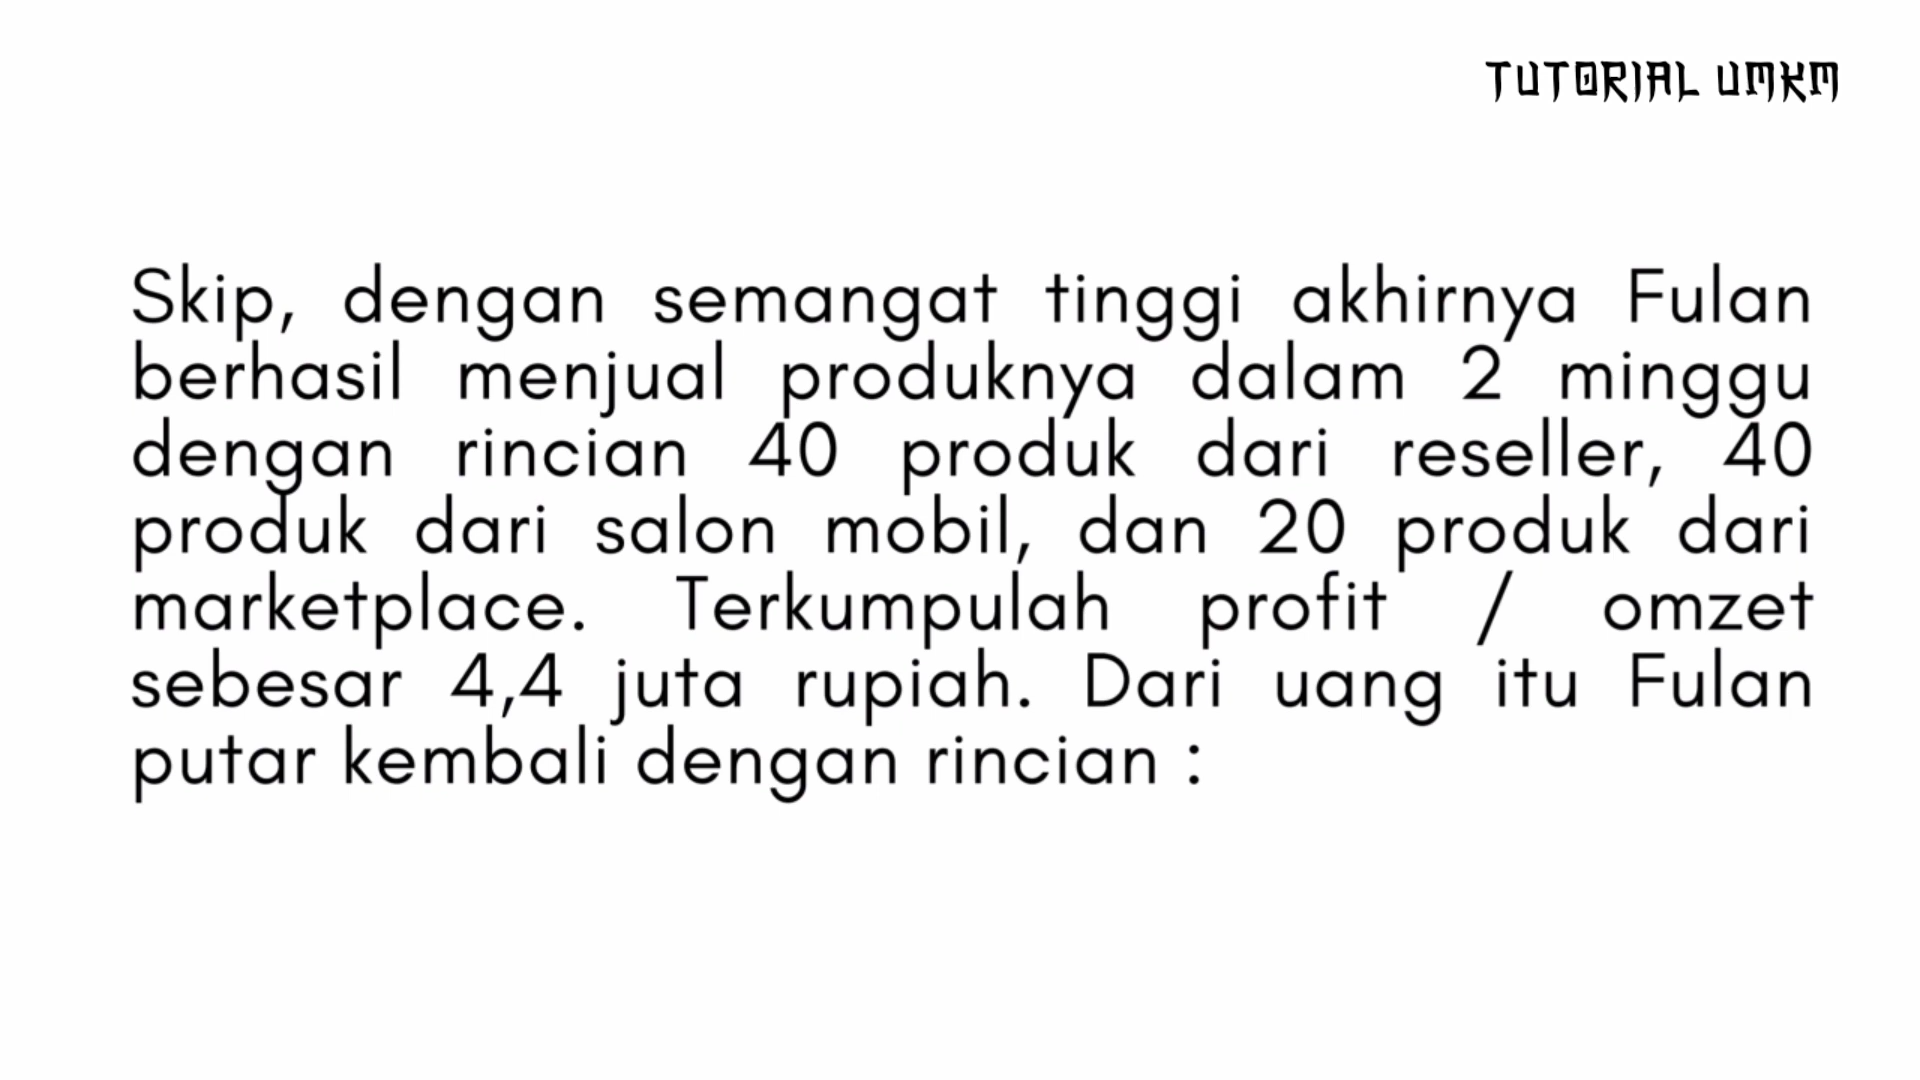 TUTORIAL UMKM
Skip, dengan semangat tinggi akhirnya Fulan
berhasil menjual produknya dalam 2 minggu
dengan rincian 40 produk dari reseller, 40
produk dari salon mobil, dan 20 produk dari
marketplace. Terkumpulah profit / omzet
sebesar 4,4 juta rupiah. Dari uang itu Fulan
putar kembali dengan rincian :